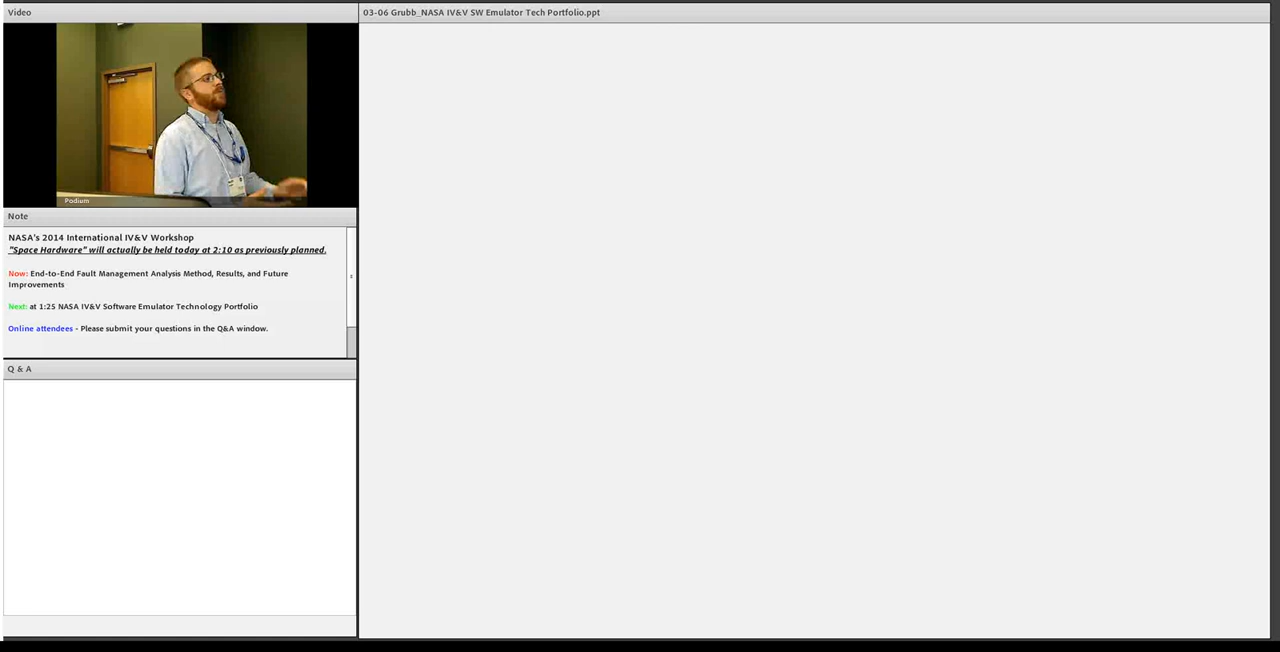 Video
03-06 Grubb_NASA IV&V SW Emulator Tech Portfolio.ppt
Podium
Note
NASA's 2014 International IV&V Workshop
"Space Hardware" will actually be held today at 2:10 as previously planned.
Now: End-to-End Fault Management Analysis Method, Results, and Future
Improvements
Next: at 1:25 NASA IV&V Software Emulator Technology Portfolio
Online attendees - Please submit your questions in the Q&A window.
Q & A